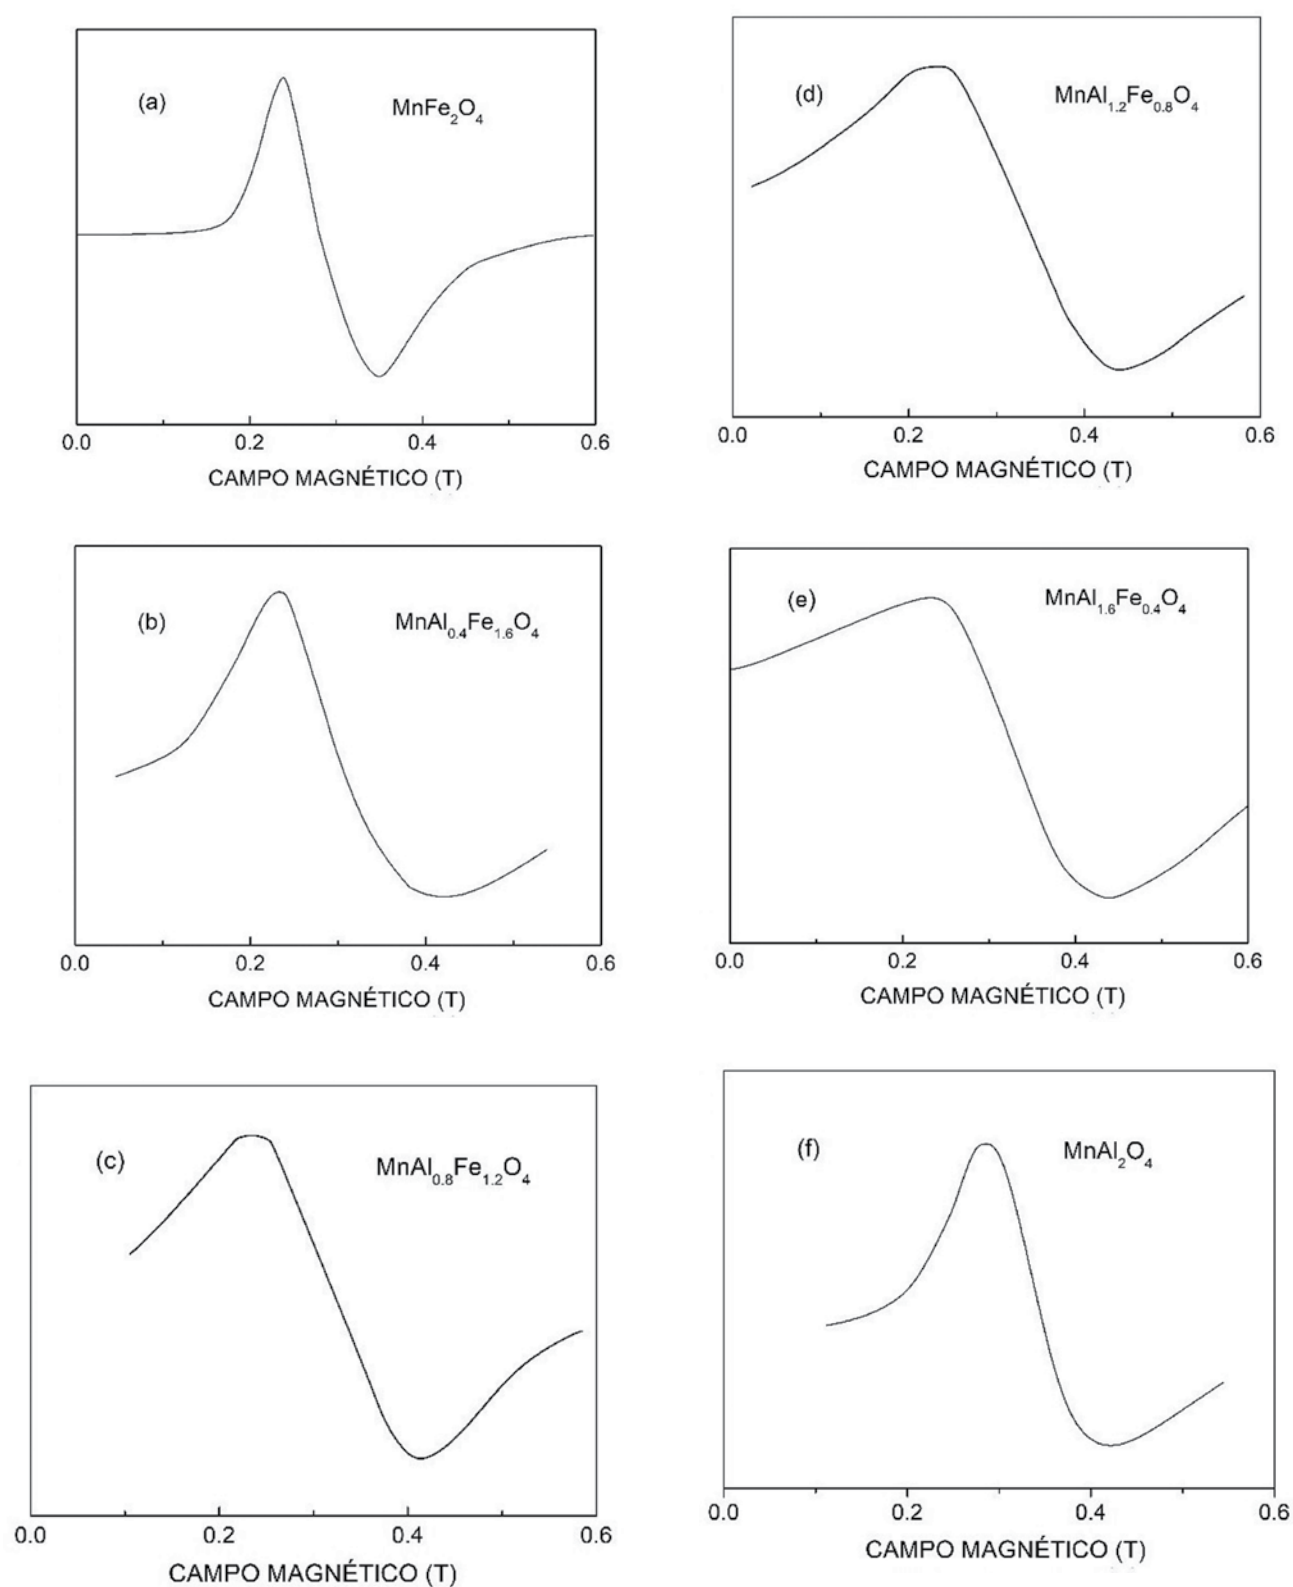 (a)
MnFe₂O₄
0.0 0.2 0.4 0.6
CAMPO MAGNÉTICO (T)
(b)
MnAl₀.₄Fe₁.₆O₄
0.0 0.2 0.4 0.6
CAMPO MAGNÉTICO (T)
(c)
MnAl₀.₈Fe₁.₂O₄
0.0 0.2 0.4 0.6
CAMPO MAGNÉTICO (T)
(d)
MnAl₁.₂Fe₀.₈O₄
0.0 0.2 0.4 0.6
CAMPO MAGNÉTICO (T)
(e)
MnAl₁.₆Fe₀.₄O₄
0.0 0.2 0.4 0.6
CAMPO MAGNÉTICO (T)
(f)
MnAl₂O₄
0.0 0.2 0.4 0.6
CAMPO MAGNÉTICO (T)